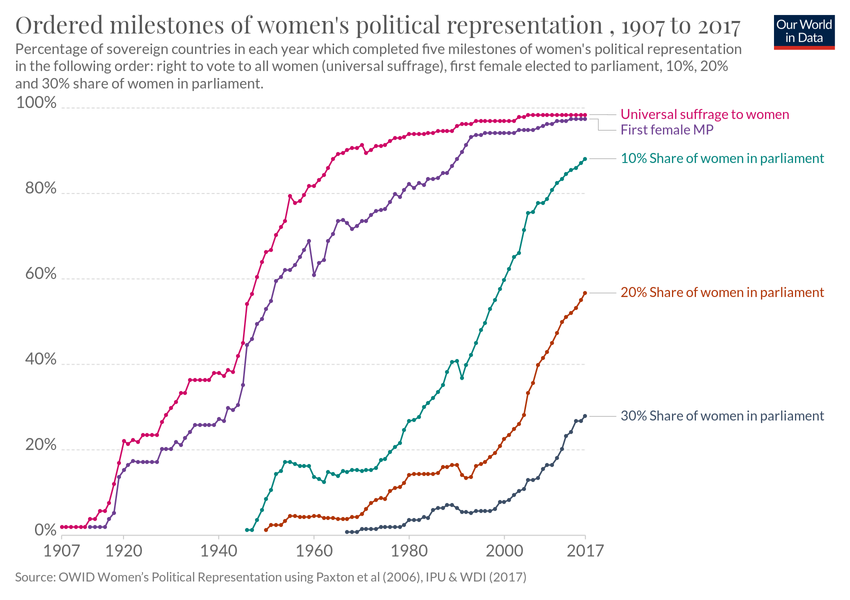 Ordered milestones of women's political representation , 1907 to 2017
Our World
in Data
Percentage of sovereign countries in each year which completed five milestones of women's political representation
in the following order: right to vote to all women (universal suffrage), first female elected to parliament, 10%, 20%
and 30% share of women in parliament.
100%
80%
60%
40%
20%
0%
Universal suffrage to women
First female MP
10% Share of women in parliament
20% Share of women in parliament
30% Share of women in parliament
1907
1920
1940
1960
1980
2000
2017
Source: OWID Women's Political Representation using Paxton et al (2006), IPU & WDI (2017)